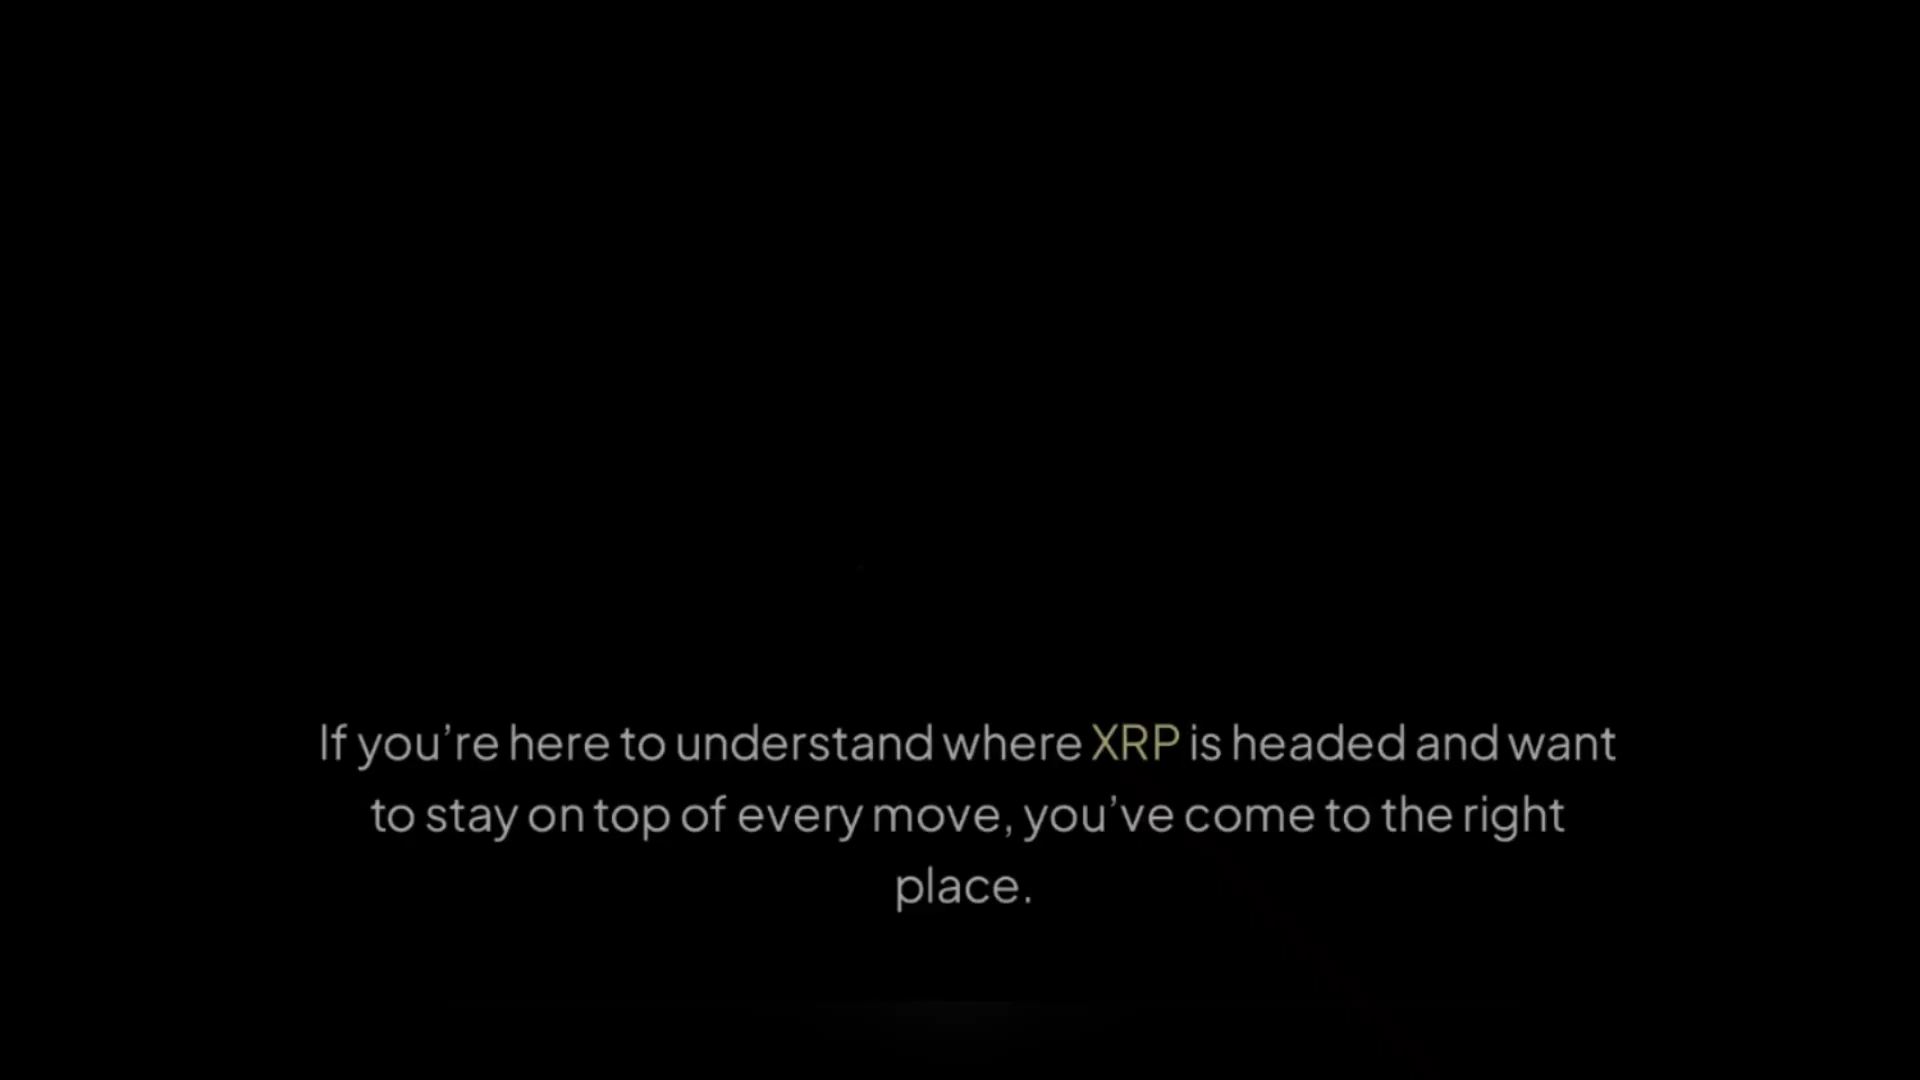 If you’re here to understand where XRP is headed and want
to stay on top of every move, you’ve come to the right
place.